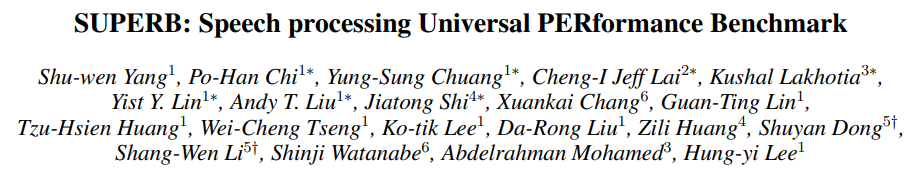 SUPERB: Speech processing Universal PERformance Benchmark
Shu-wen Yang¹, Po-Han Chi¹*, Yung-Sung Chuang¹*, Cheng-I Jeff Lai²*, Kushal Lakhotia³*,
Yist Y. Lin¹*, Andy T. Liu¹*, Jiatong Shi⁴*, Xuankai Chang⁶, Guan-Ting Lin¹,
Tzu-Hsien Huang¹, Wei-Cheng Tseng¹, Ko-tik Lee¹, Da-Rong Liu¹, Zili Huang⁴, Shuyan Dong⁵†,
Shang-Wen Li⁵†, Shinji Watanabe⁶, Abdelrahman Mohamed³, Hung-yi Lee¹